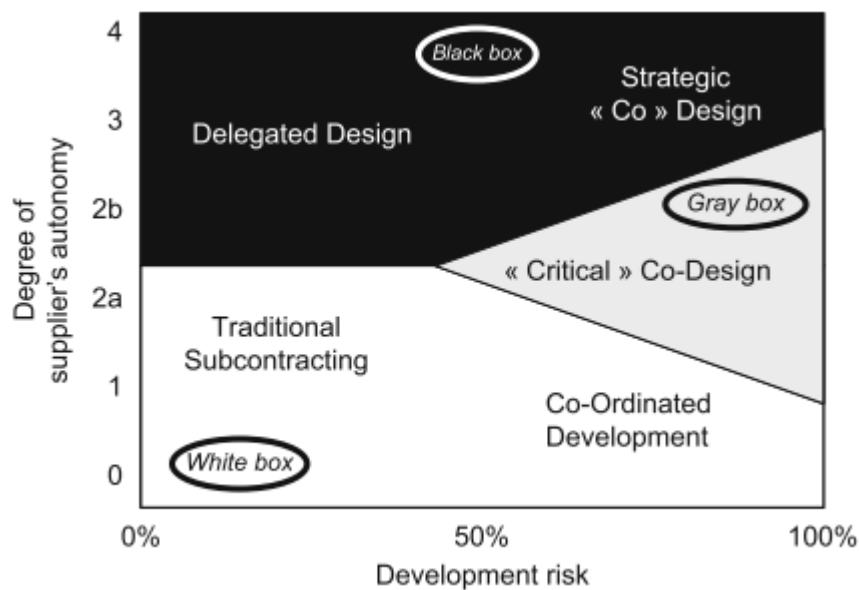 4
Black box
Strategic
« Co » Design
3
Delegated Design
2b
Gray box
Degree of
supplier's autonomy
« Critical » Co-Design
2a
Traditional
Subcontracting
1
Co-Ordinated
Development
White box
0
0%
50%
100%
Development risk